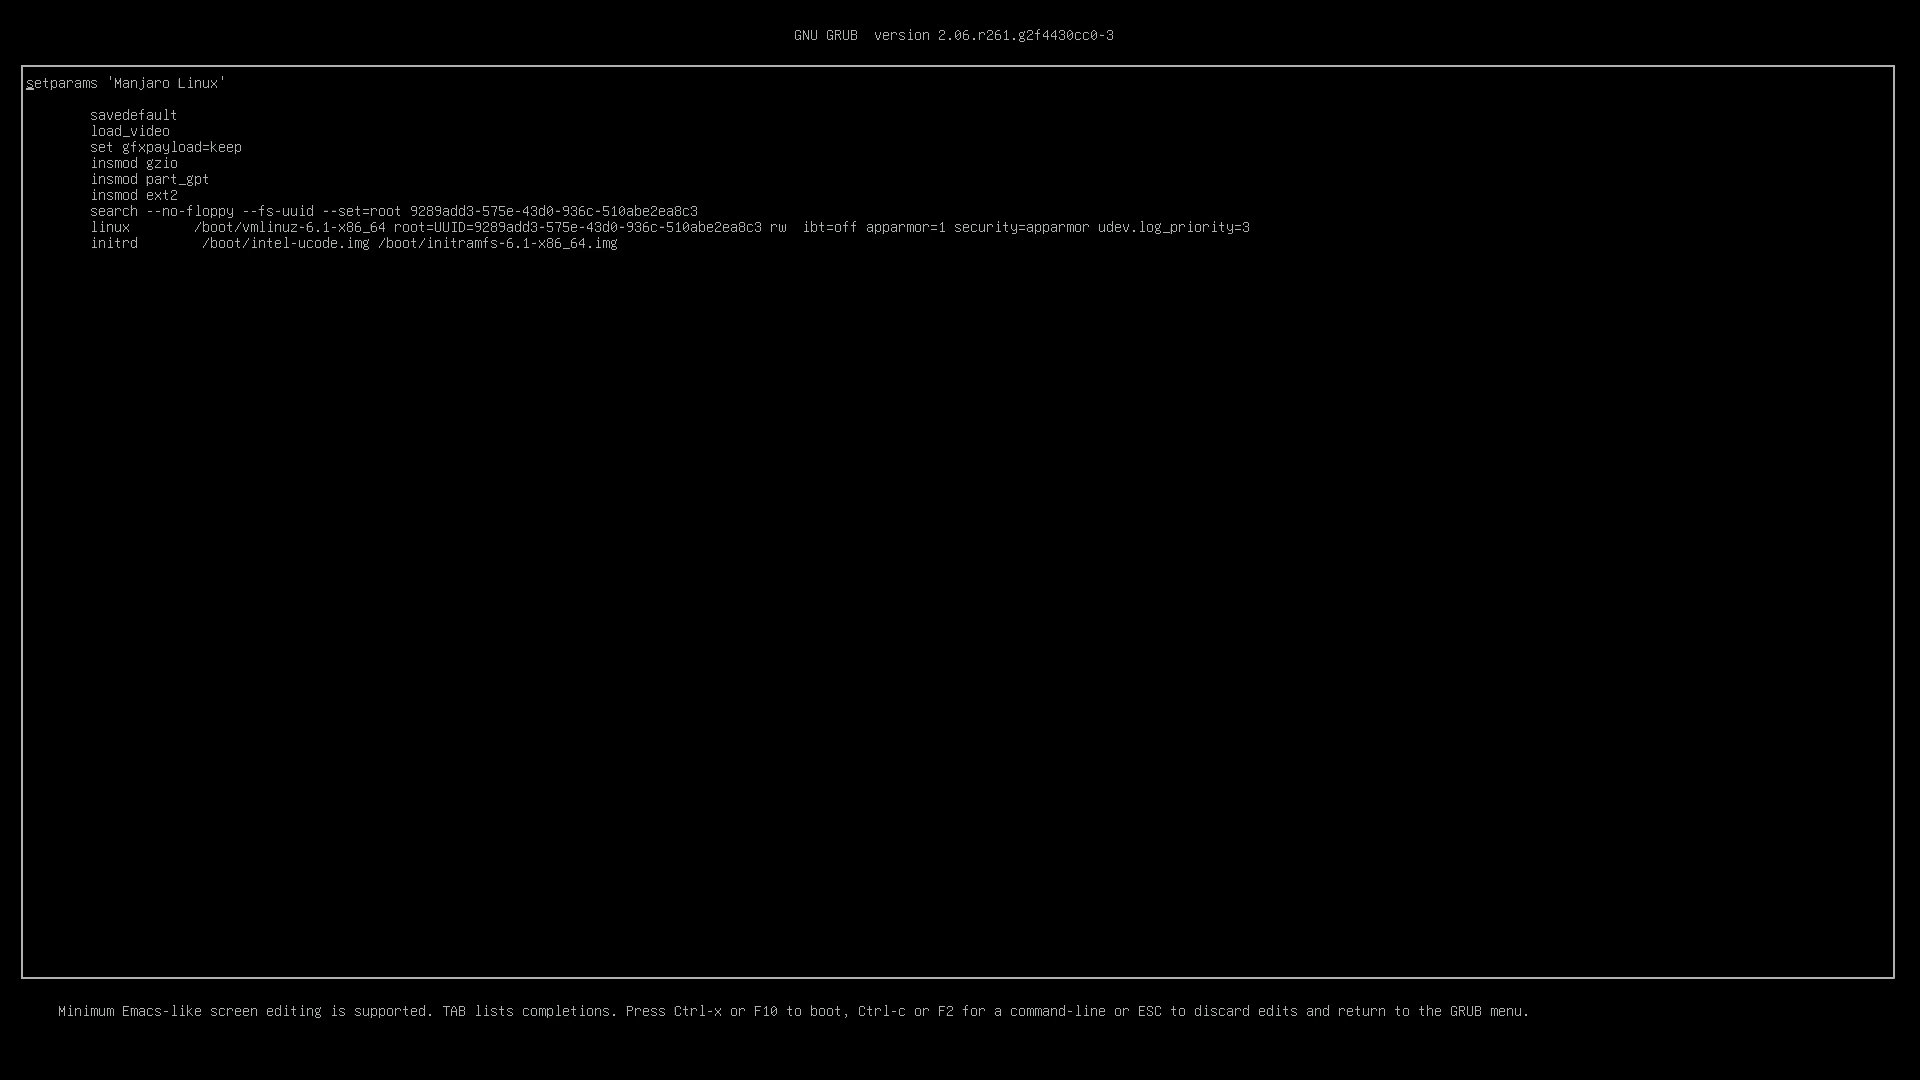 GNU GRUB  version 2.06.r261.g2f4430cc0-3
setparams 'Manjaro Linux'
savedefault
load_video
set gfxpayload=keep
insmod gzio
insmod part_gpt
insmod ext2
search --no-floppy --fs-uuid --set=root 9289add3-575e-43d0-936c-510abe2ea8c3
linux        /boot/vmlinuz-6.1-x86_64 root=UUID=9289add3-575e-43d0-936c-510abe2ea8c3 rw  ibt=off apparmor=1 security=apparmor udev.log_priority=3
initrd        /boot/intel-ucode.img /boot/initramfs-6.1-x86_64.img
Minimum Emacs-like screen editing is supported. TAB lists completions. Press Ctrl-x or F10 to boot, Ctrl-c or F2 for a command-line or ESC to discard edits and return to the GRUB menu.